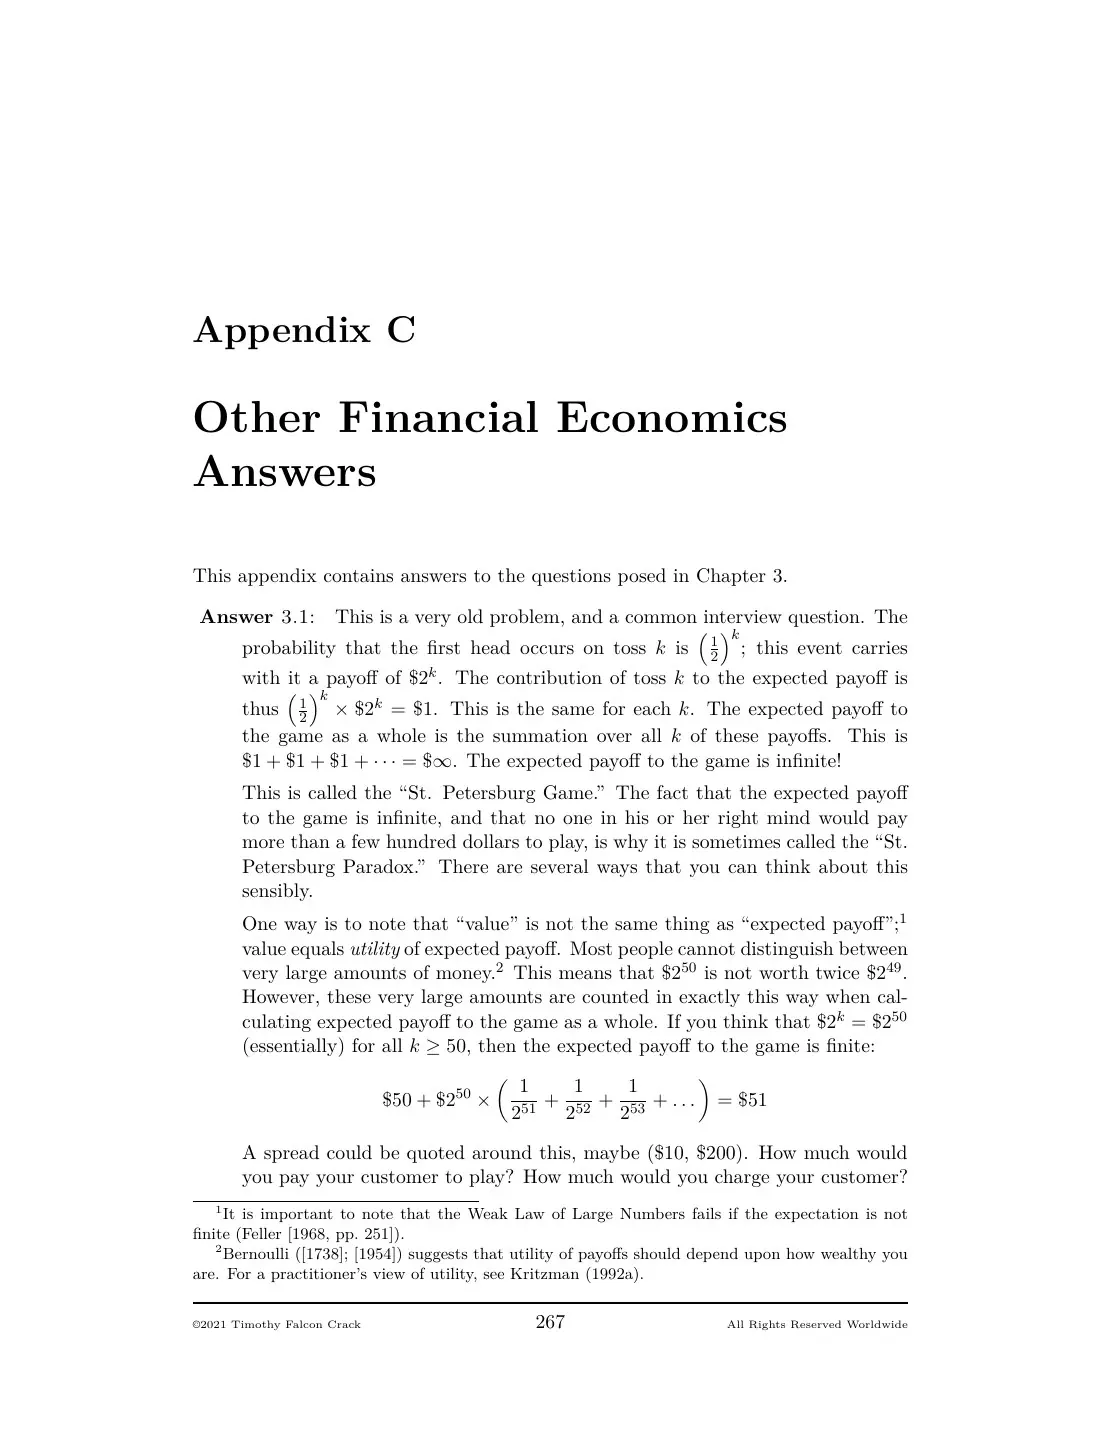 Appendix C
Other Financial Economics
Answers
This appendix contains answers to the questions posed in Chapter 3.
Answer 3.1: This is a very old problem, and a common interview question. The
probability that the first head occurs on toss k is (1/2)^k; this event carries
with it a payoff of $2^k. The contribution of toss k to the expected payoff is
thus (1/2)^k × $2^k = $1. This is the same for each k. The expected payoff to
the game as a whole is the summation over all k of these payoffs. This is
$1 + $1 + $1 + · · · = $∞. The expected payoff to the game is infinite!
This is called the “St. Petersburg Game.” The fact that the expected payoff
to the game is infinite, and that no one in his or her right mind would pay
more than a few hundred dollars to play, is why it is sometimes called the “St.
Petersburg Paradox.” There are several ways that you can think about this
sensibly.
One way is to note that “value” is not the same thing as “expected payoff”;¹
value equals utility of expected payoff. Most people cannot distinguish between
very large amounts of money.² This means that $2^50 is not worth twice $2^49.
However, these very large amounts are counted in exactly this way when cal-
culating expected payoff to the game as a whole. If you think that $2^k = $2^50
(essentially) for all k ≥ 50, then the expected payoff to the game is finite:
$50 + $2^50 × (1/2^51 + 1/2^52 + 1/2^53 + . . .) = $51
A spread could be quoted around this, maybe ($10, $200). How much would
you pay your customer to play? How much would you charge your customer?
¹It is important to note that the Weak Law of Large Numbers fails if the expectation is not
finite (Feller [1968, pp. 251]).
²Bernoulli ([1738]; [1954]) suggests that utility of payoffs should depend upon how wealthy you
are. For a practitioner’s view of utility, see Kritzman (1992a).
©2021 Timothy Falcon Crack 267 All Rights Reserved Worldwide